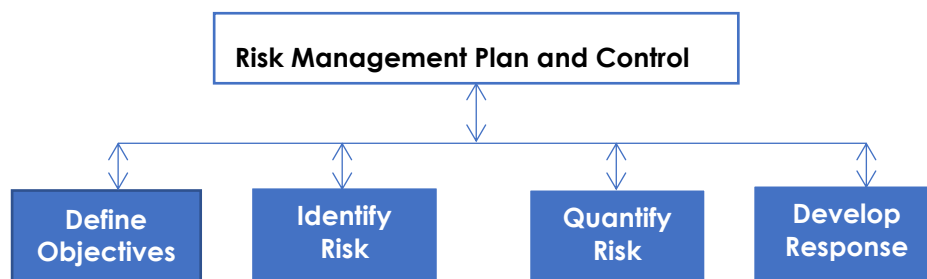 Risk Management Plan and Control
Define
Objectives
Identify
Risk
Quantify
Risk
Develop
Response